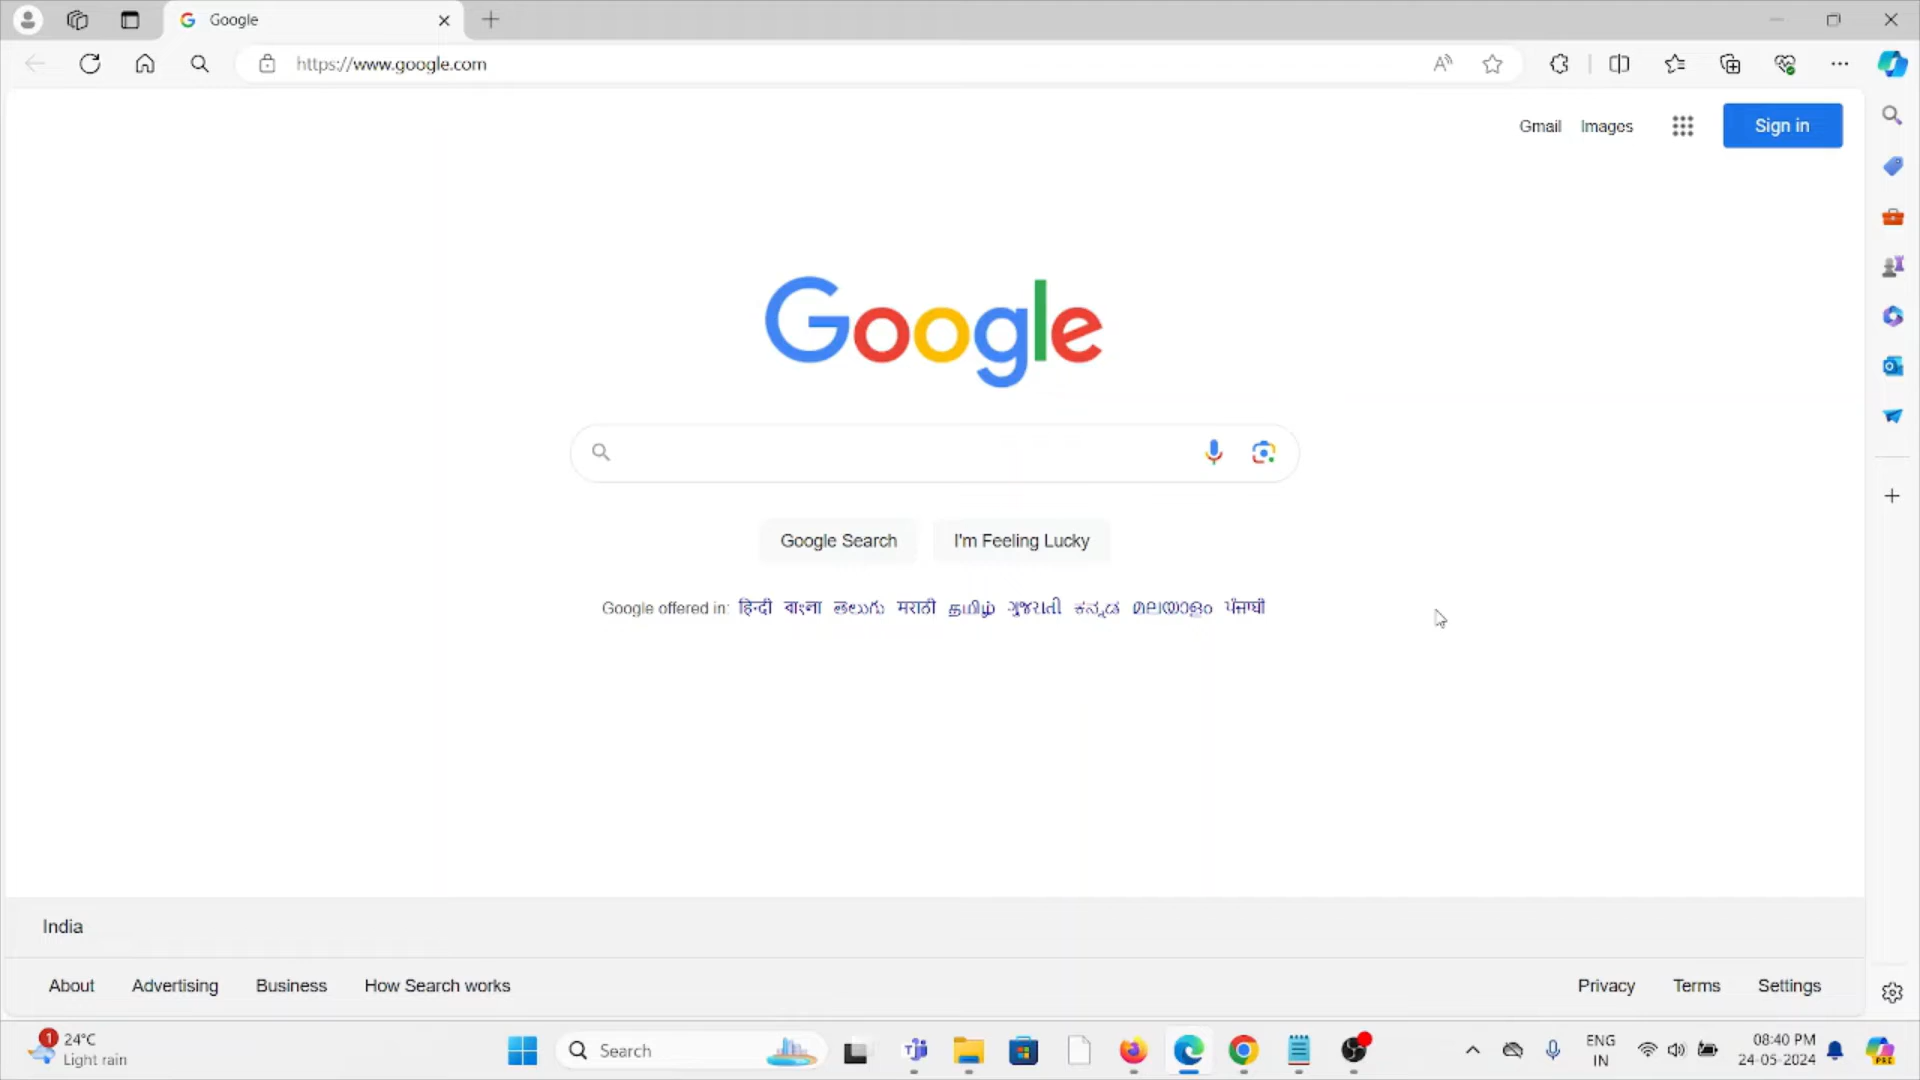 Google
https://www.google.com
Gmail Images Sign in
Google
Google Search I'm Feeling Lucky
Google offered in: हिन्दी বাংলা తెలుగు मराठी தமிழ் ગુજરાતી ಕನ್ನಡ മലയാളം ਪੰਜਾਬੀ
India
About Advertising Business How Search works Privacy Terms Settings
1 24°C
Light rain
Search
ENG
IN
08:40 PM
24-05-2024
PRE